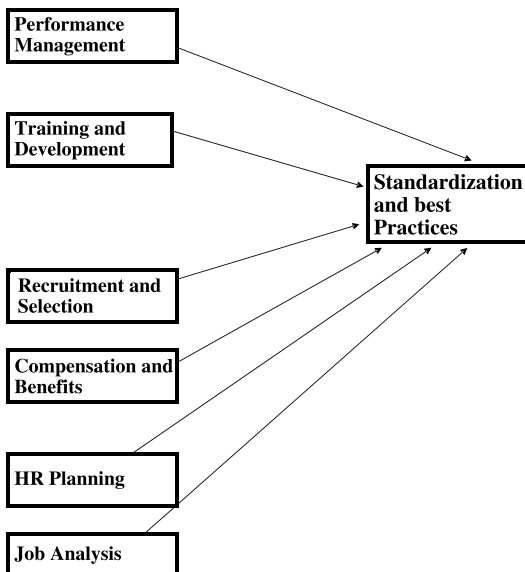 Performance
Management
Training and
Development
Standardization
and best
Practices
Recruitment and
Selection
Compensation and
Benefits
HR Planning
Job Analysis